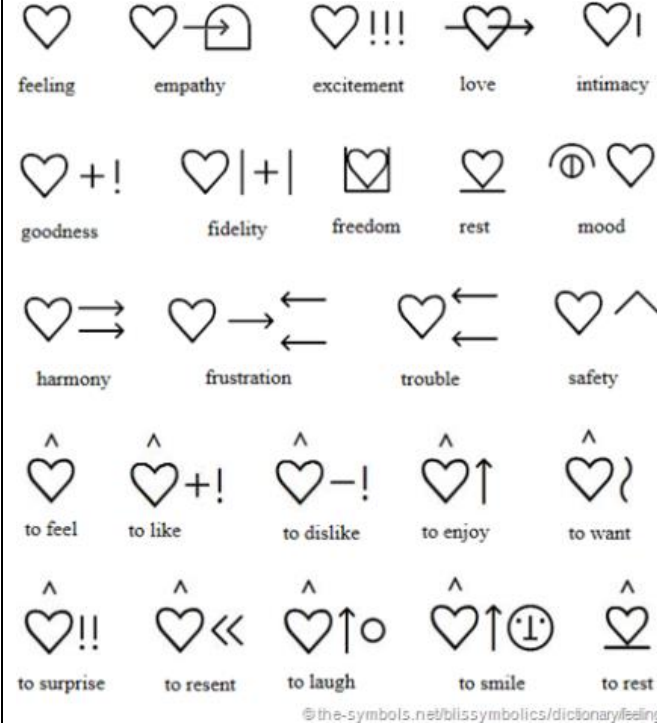 feeling empathy excitement love intimacy
goodness fidelity freedom rest mood
harmony frustration trouble safety
to feel to like to dislike to enjoy to want
to surprise to resent to laugh to smile to rest
©the-symbols.net/blissymbolics/dictionary/feeling